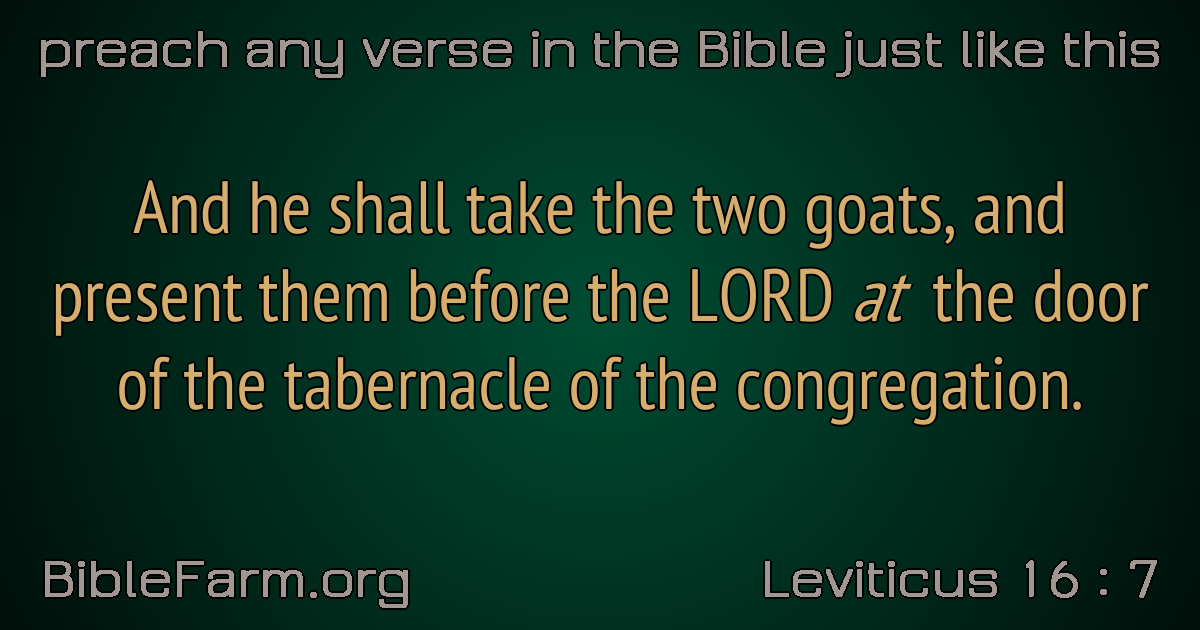 preach any verse in the Bible just like this
And he shall take the two goats, and
present them before the LORD at the door
of the tabernacle of the congregation.
BibleFarm.org
Leviticus 16 : 7